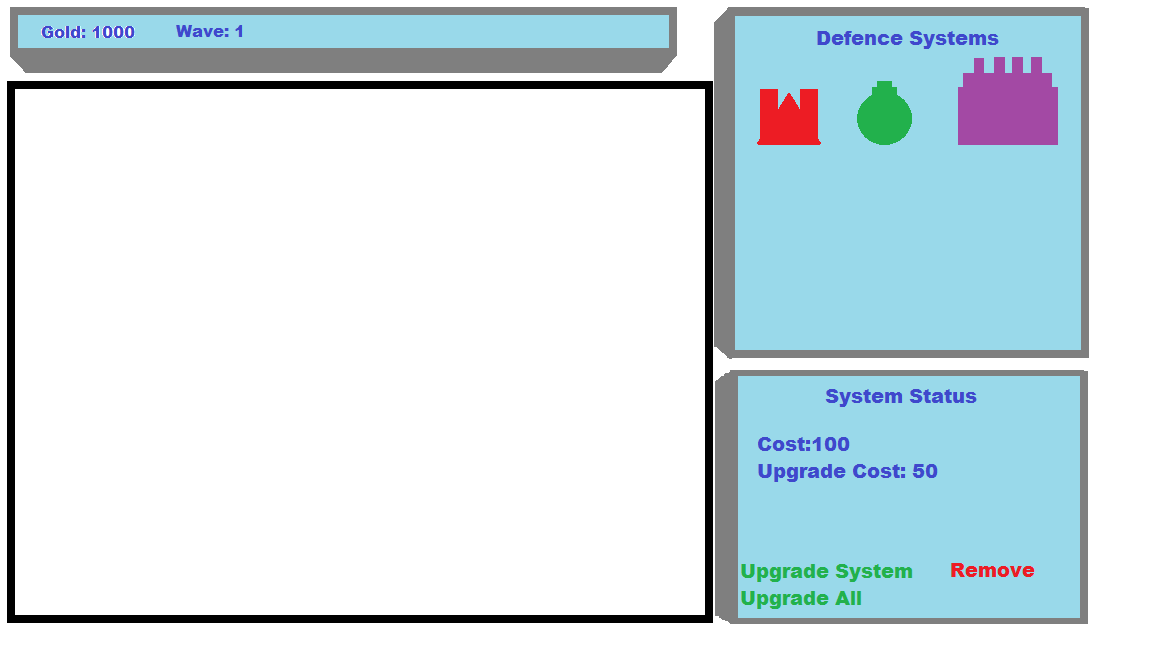 Gold: 1000 Wave: 1
Defence Systems
System Status
Cost:100
Upgrade Cost: 50
Upgrade System Remove
Upgrade All